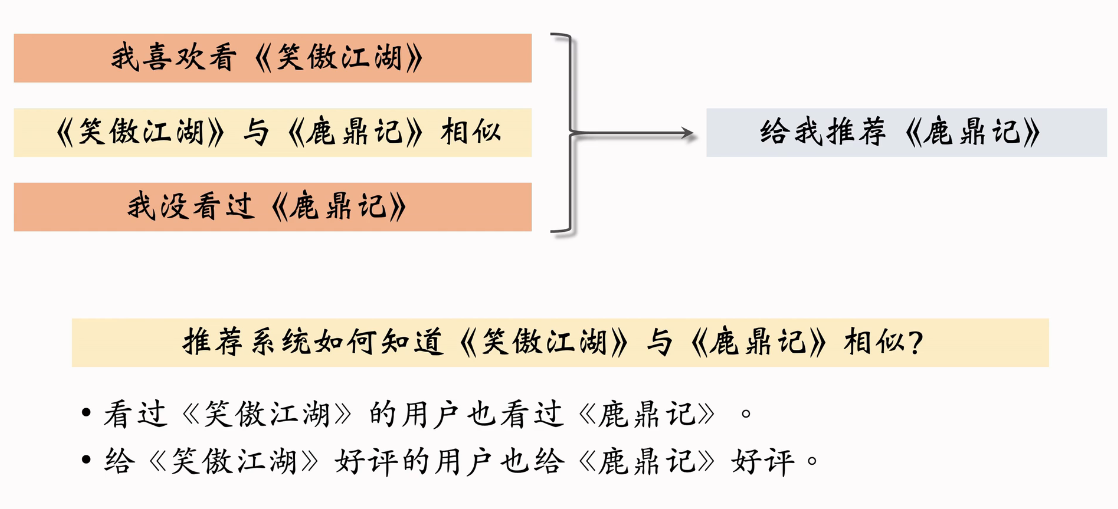 我喜欢看《笑傲江湖》
《笑傲江湖》与《鹿鼎记》相似
给我推荐《鹿鼎记》
我没看过《鹿鼎记》
推荐系统如何知道《笑傲江湖》与《鹿鼎记》相似？
• 看过《笑傲江湖》的用户也看过《鹿鼎记》。
• 给《笑傲江湖》好评的用户也给《鹿鼎记》好评。